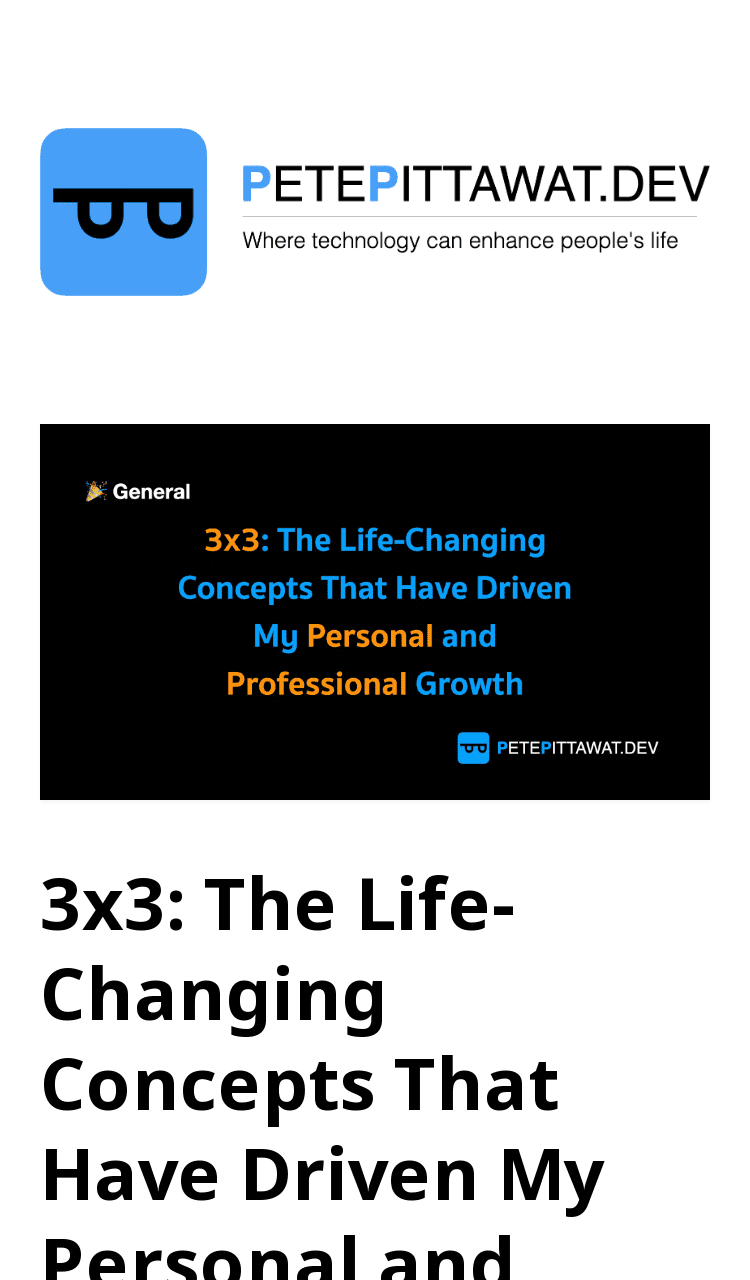 PETEPITTAWAT.DEV
Where technology can enhance people's life
🎉 General
3x3: The Life-Changing
Concepts That Have Driven
My Personal and
Professional Growth
PETEPITTAWAT.DEV
3x3: The Life-
Changing
Concepts That
Have Driven My
Personal and